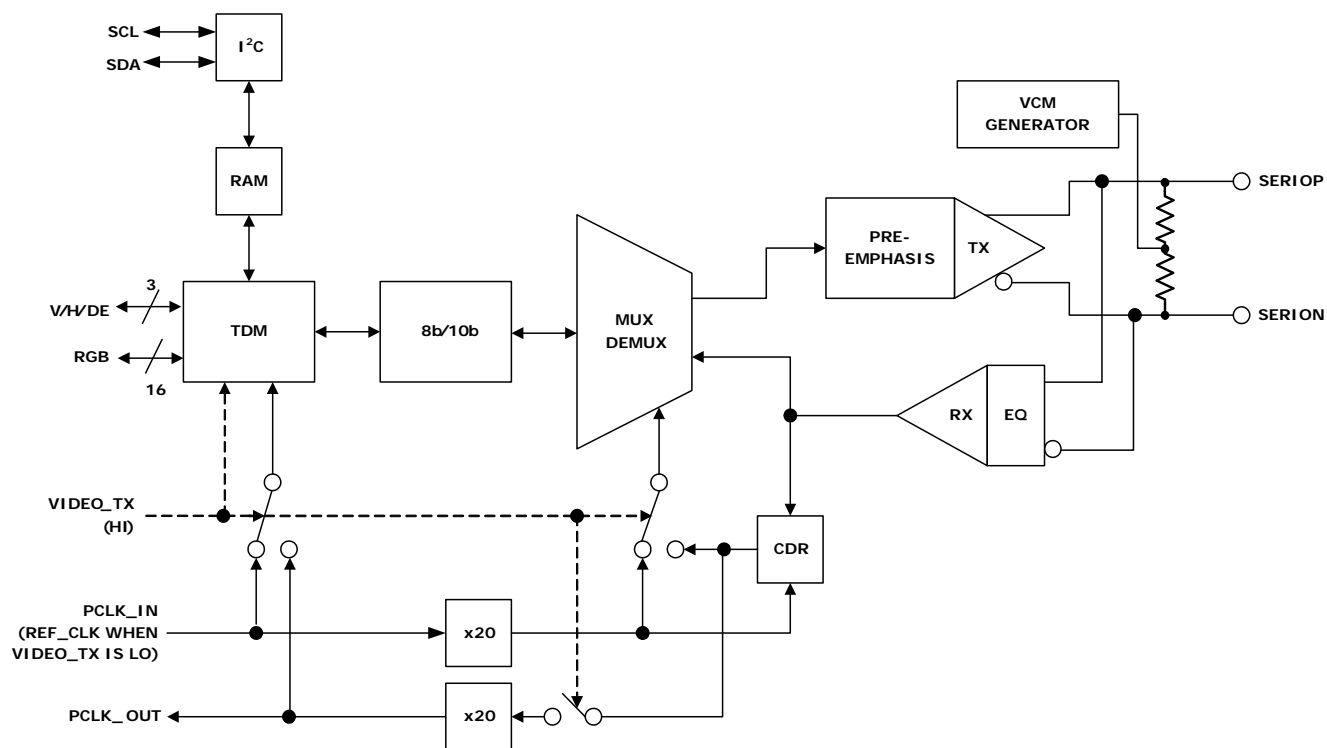 SCL
SDA
I²C
VCM
GENERATOR
RAM
SERIOP
PRE-
EMPHASIS
TX
3
V/H/DE
TDM
8b/10b
MUX
DEMUX
SERION
RGB
16
RX
EQ
VIDEO_TX
(HI)
CDR
PCLK_IN
(REF_CLK WHEN
VIDEO_TX IS LO)
x20
PCLK_OUT
x20